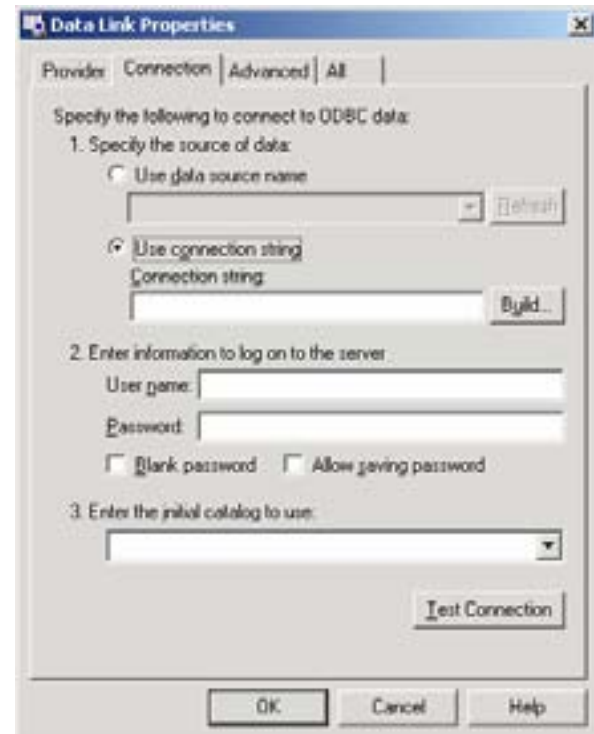 Data Link Properties
Provider Connection Advanced All
Specify the following to connect to ODBC data:
1. Specify the source of data:
Use data source name
Refresh
Use connection string
Connection string:
Build...
2. Enter information to log on to the server
User name:
Password:
Blank password Allow saving password
3. Enter the initial catalog to use:
Test Connection
OK Cancel Help